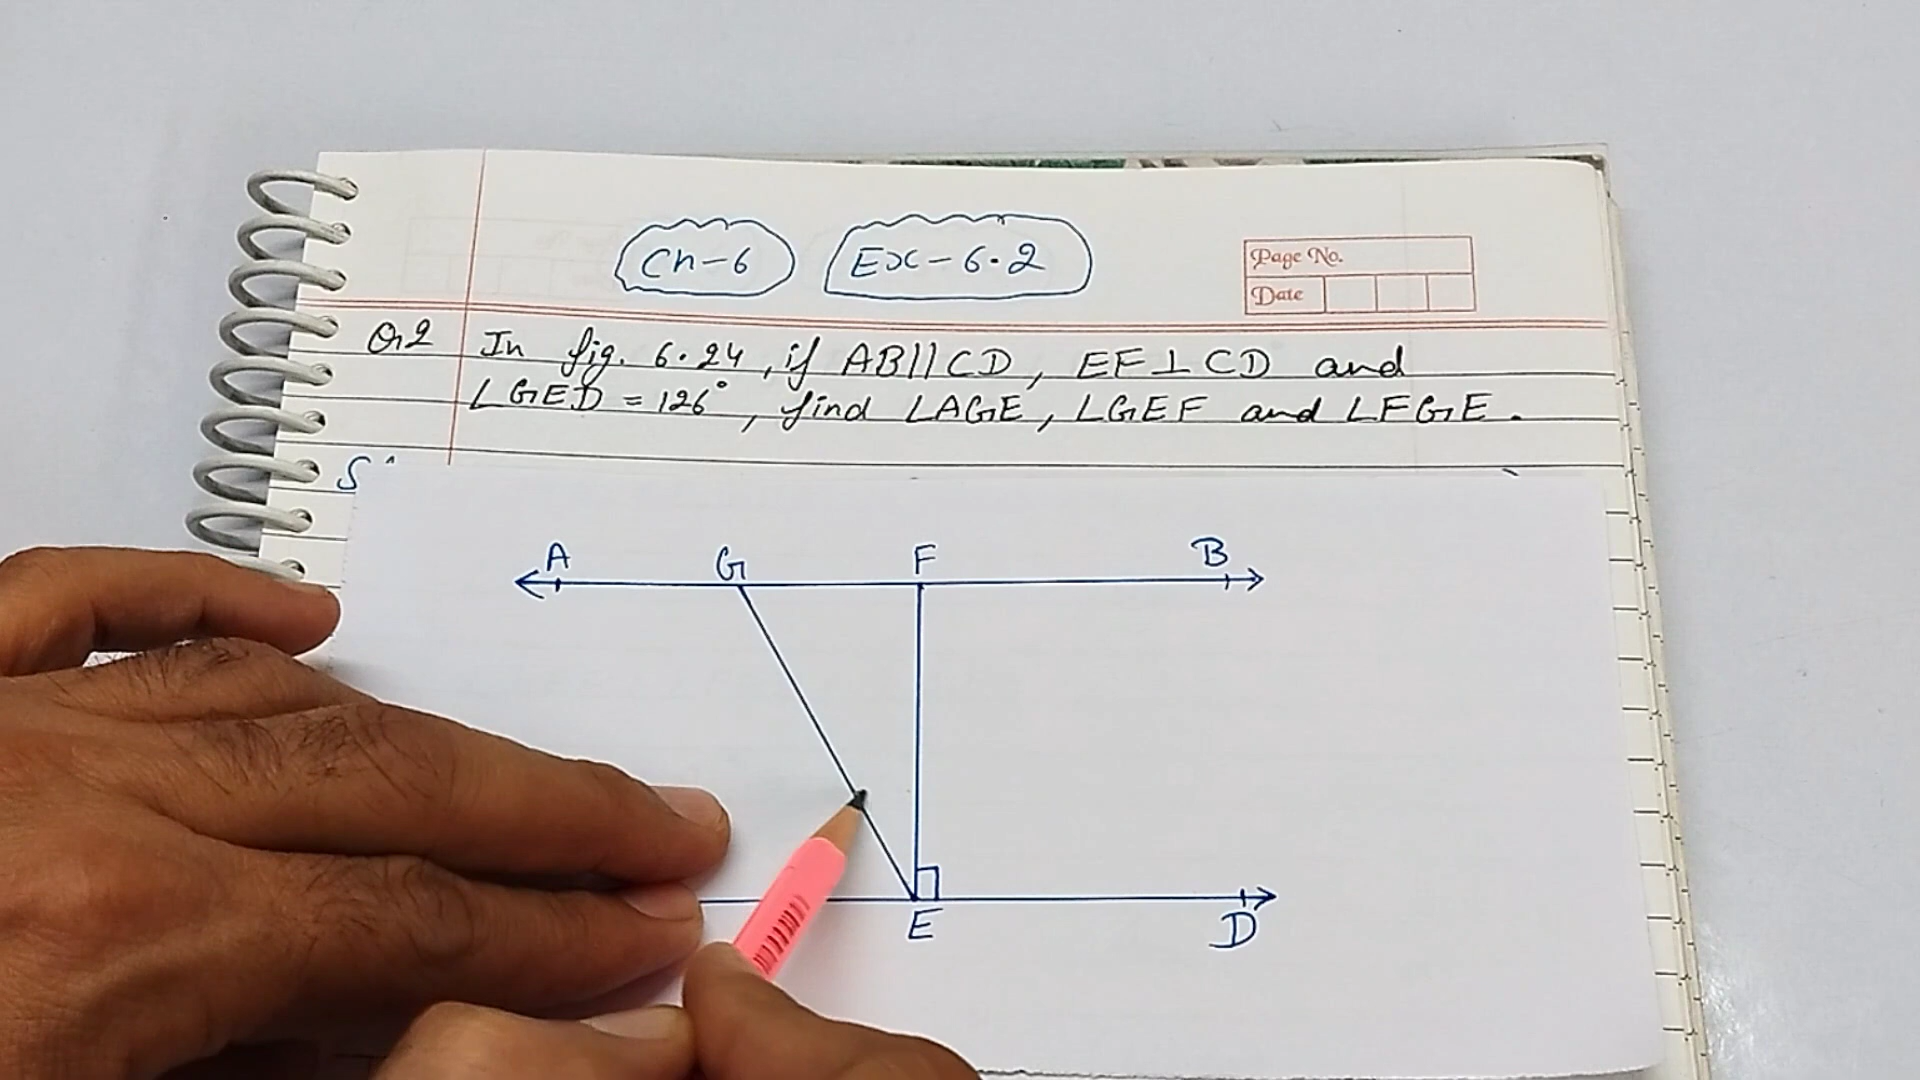 Ch-6 Ex-6.2
Page No.
Date
Q2 In fig. 6.24, if AB||CD, EF⊥CD and
∠GED = 126°, find ∠AGE, ∠GEF and ∠FGE.
A G F B
E D